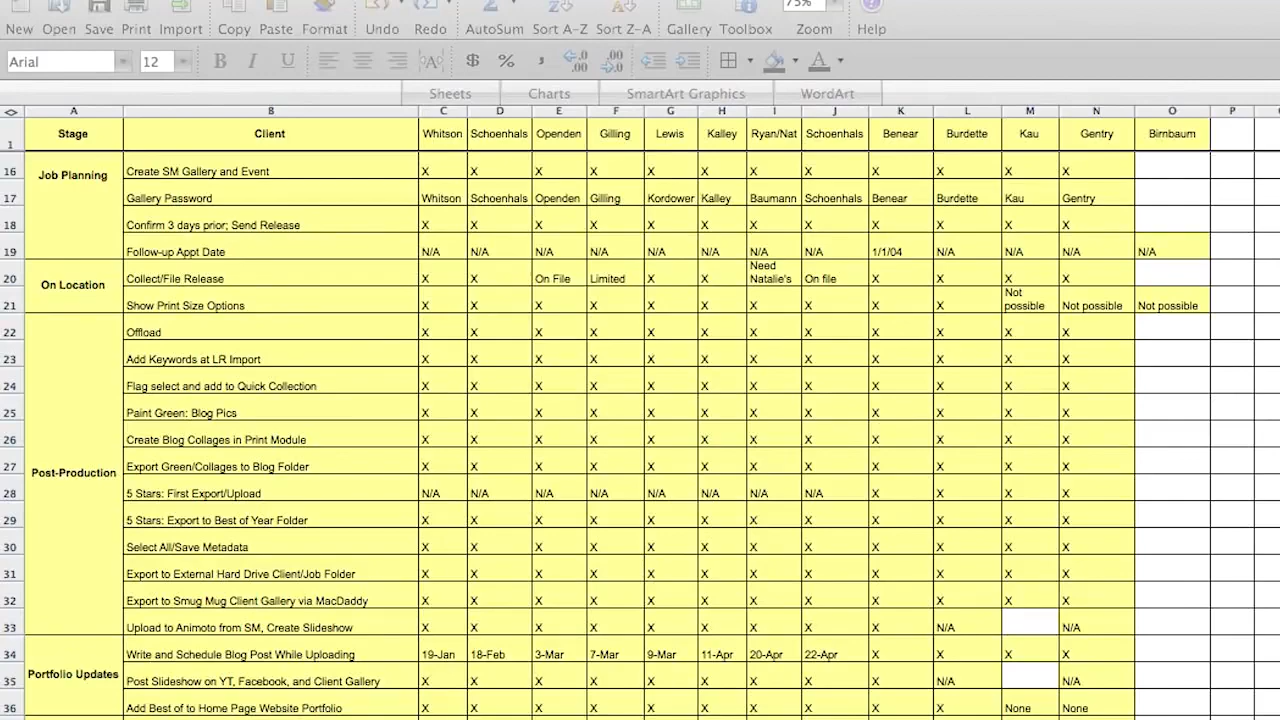 New Open Save Print Import Copy Paste Format Undo Redo AutoSum Sort A-Z Sort Z-A Gallery Toolbox Zoom Help
75%
Arial 12 B I U $ %
Sheets Charts SmartArt Graphics WordArt
A B C D E F G H I J K L M N O P
1 Stage Client Whitson Schoenhals Openden Gilling Lewis Kalley Ryan/Nat Schoenhals Benear Burdette Kau Gentry Birnbaum
Job Planning
16 Create SM Gallery and Event X X X X X X X X X X X X
17 Gallery Password Whitson Schoenhals Openden Gilling Kordower Kalley Baumann Schoenhals Benear Burdette Kau Gentry
18 Confirm 3 days prior; Send Release X X X X X X X X X X X X
19 Follow-up Appt Date N/A N/A N/A N/A N/A N/A N/A N/A 1/1/04 N/A N/A N/A N/A
On Location
20 Collect/File Release X X On File Limited X X Need Natalie's On file X X X X
21 Show Print Size Options X X X X X X X X X X Not possible Not possible Not possible
22 Offload X X X X X X X X X X X X
23 Add Keywords at LR Import X X X X X X X X X X X X
24 Flag select and add to Quick Collection X X X X X X X X X X X X
25 Paint Green: Blog Pics X X X X X X X X X X X X
26 Create Blog Collages in Print Module X X X X X X X X X X X X
Post-Production
27 Export Green/Collages to Blog Folder X X X X X X X X X X X X
28 5 Stars: First Export/Upload N/A N/A N/A N/A N/A N/A N/A N/A X X X X
29 5 Stars: Export to Best of Year Folder X X X X X X X X X X X X
30 Select All/Save Metadata X X X X X X X X X X X X
31 Export to External Hard Drive Client/Job Folder X X X X X X X X X X X X
32 Export to Smug Mug Client Gallery via MacDaddy X X X X X X X X X X X X
33 Upload to Animoto from SM, Create Slideshow X X X X X X X X X N/A N/A
34 Write and Schedule Blog Post While Uploading 19-Jan 18-Feb 3-Mar 7-Mar 9-Mar 11-Apr 20-Apr 22-Apr X X X X
Portfolio Updates
35 Post Slideshow on YT, Facebook, and Client Gallery X X X X X X X X X N/A N/A
36 Add Best of to Home Page Website Portfolio X X X X X X X X X X None None